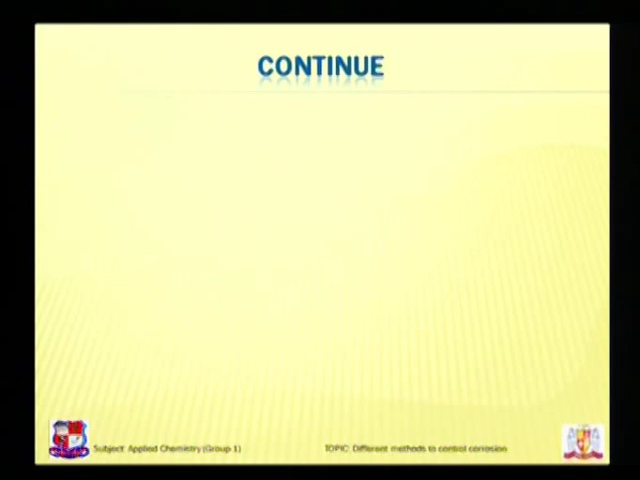 CONTINUE
Subject: Applied Chemistry (Group 1) TOPIC: Different methods to control corrosion